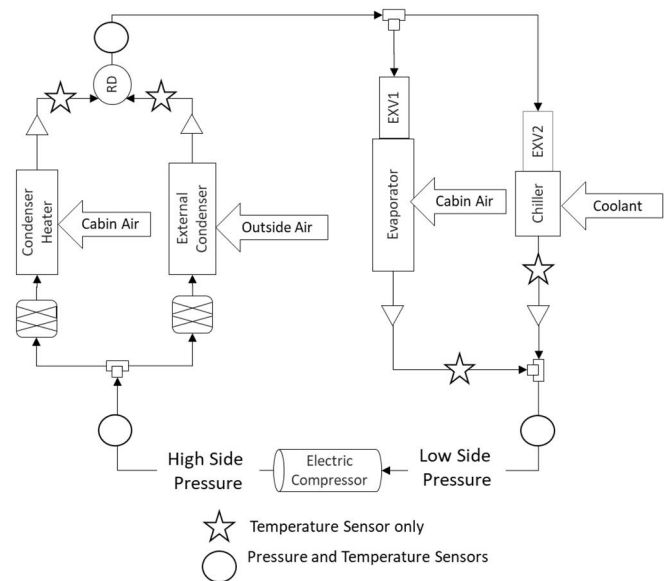 RD
EXV1
EXV2
Condenser
Heater
Cabin Air
External
Condenser
Outside Air
Evaporator
Cabin Air
Chiller
Coolant
High Side
Pressure
Electric
Compressor
Low Side
Pressure
Temperature Sensor only
Pressure and Temperature Sensors